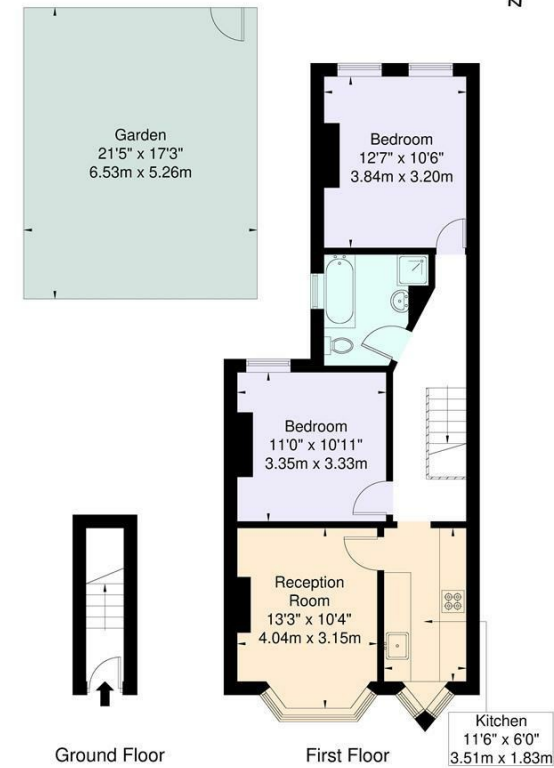 Z
Garden
21'5" x 17'3"
6.53m x 5.26m
Bedroom
12'7" x 10'6"
3.84m x 3.20m
Bedroom
11'0" x 10'11"
3.35m x 3.33m
Reception
Room
13'3" x 10'4"
4.04m x 3.15m
Kitchen
11'6" x 6'0"
3.51m x 1.83m
Ground Floor
First Floor